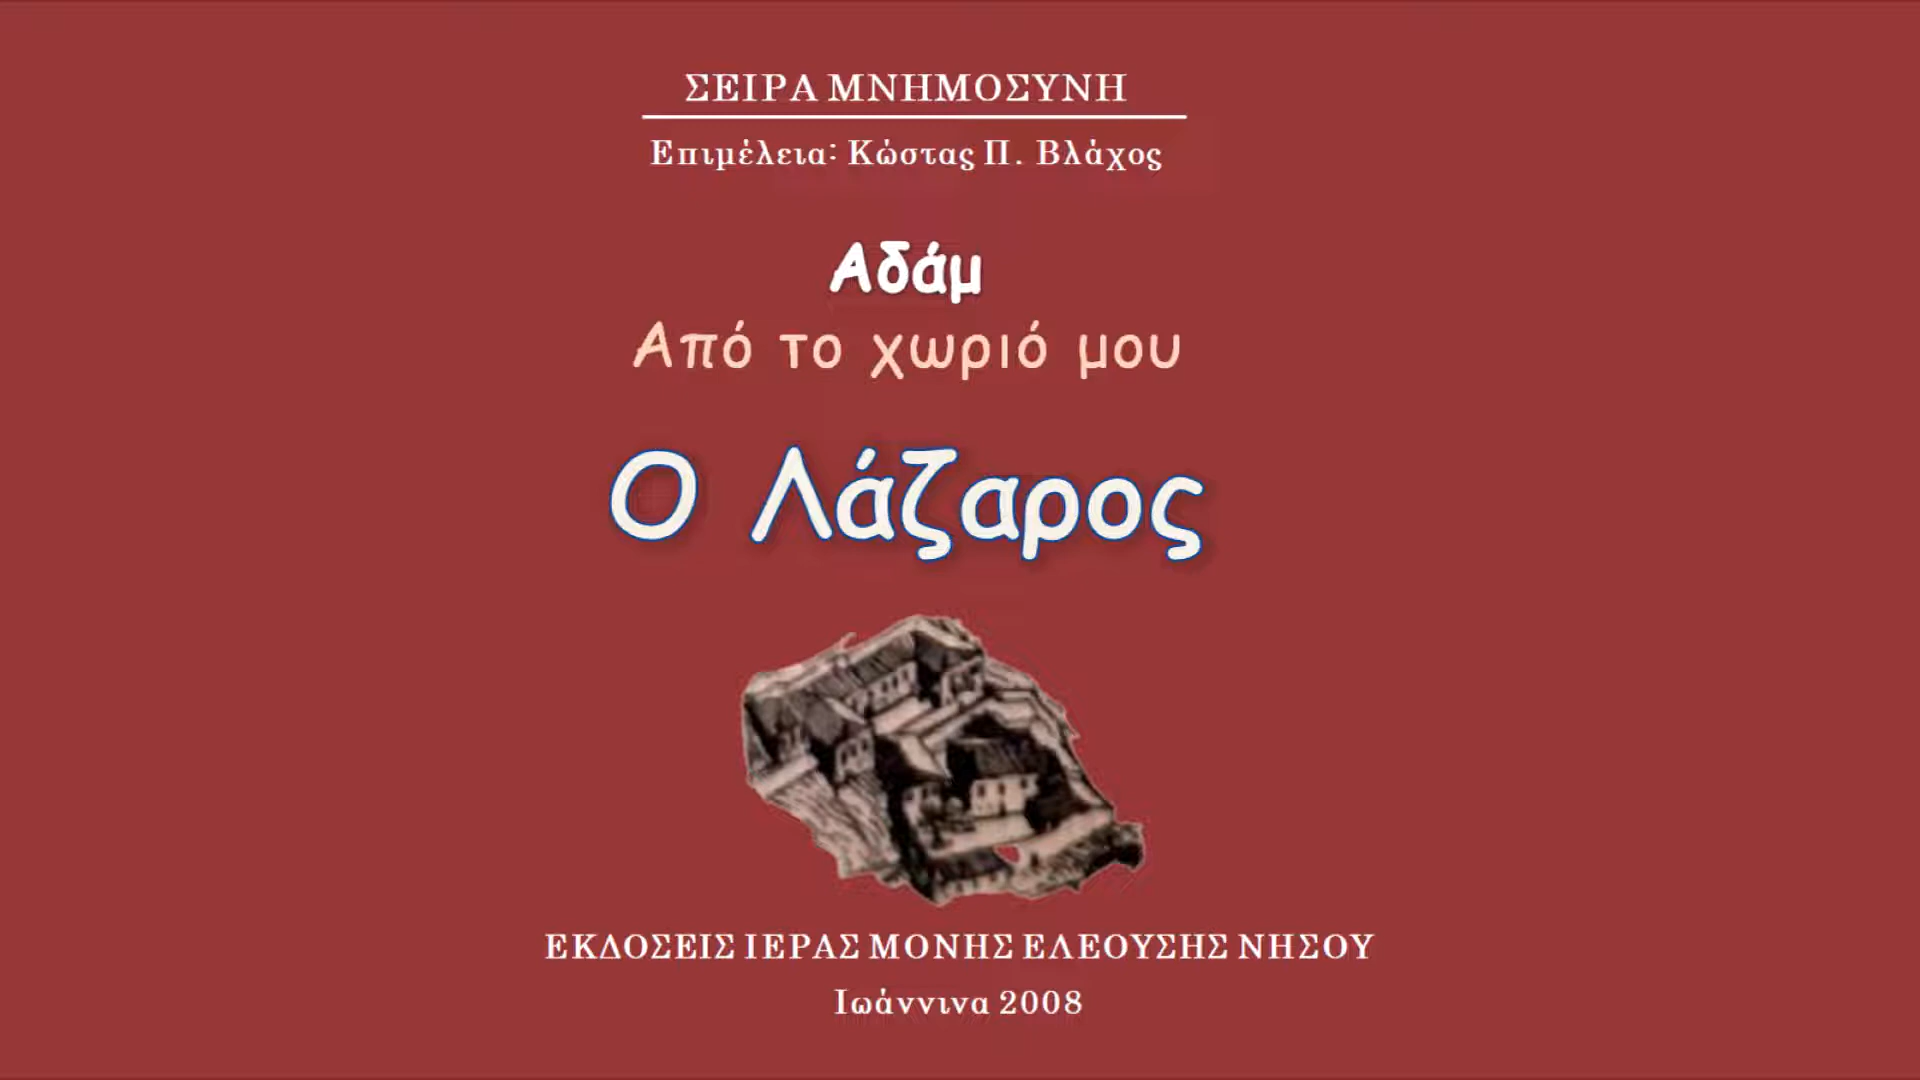 ΣΕΙΡΑ ΜΝΗΜΟΣΥΝΗ
Επιμέλεια: Κώστας Π. Βλάχος
Αδάμ
Από το χωριό μου
Ο Λάζαρος
ΕΚΔΟΣΕΙΣ ΙΕΡΑΣ ΜΟΝΗΣ ΕΛΕΟΥΣΗΣ ΝΗΣΟΥ
Ιωάννινα 2008